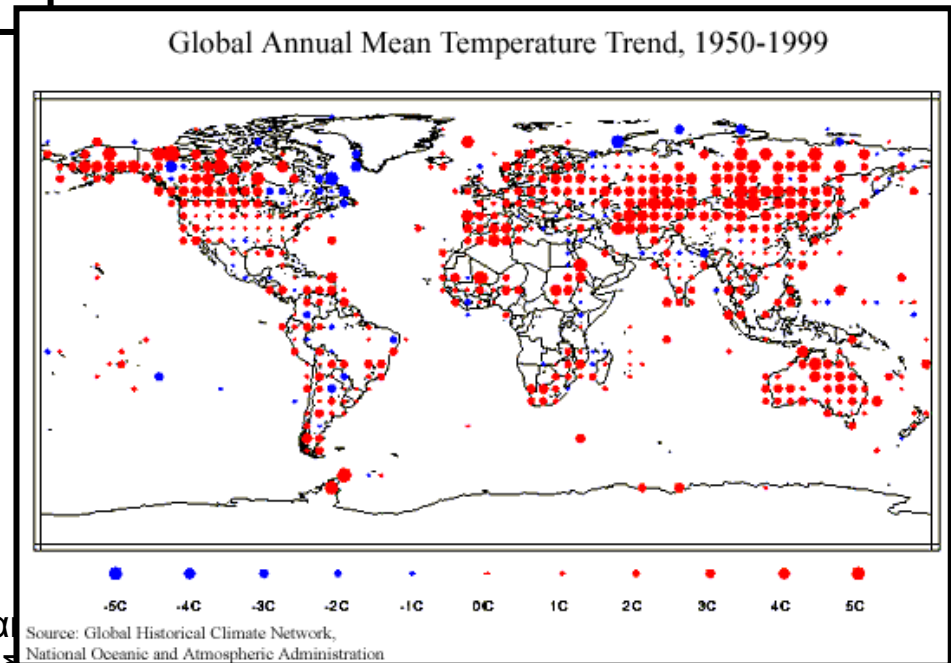 Global Annual Mean Temperature Trend, 1950-1999
-5C -4C -3C -2C -1C 0C 1C 2C 3C 4C 5C
Source: Global Historical Climate Network,
National Oceanic and Atmospheric Administration